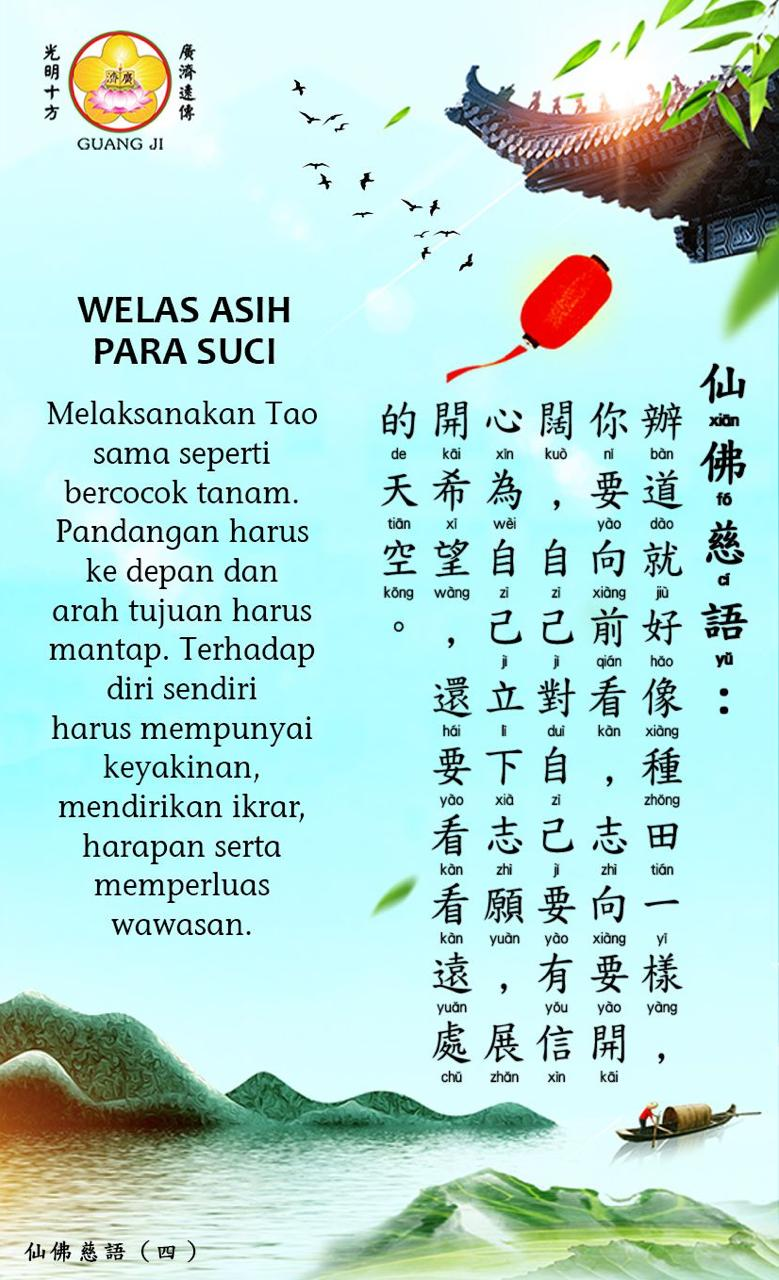 光明十方
廣濟
廣濟遠傳
GUANG JI
WELAS ASIH
PARA SUCI
Melaksanakan Tao
sama seperti
bercocok tanam.
Pandangan harus
ke depan dan
arah tujuan harus
mantap. Terhadap
diri sendiri
harus mempunyai
keyakinan,
mendirikan ikrar,
harapan serta
memperluas
wawasan.
仙佛慈語：
xiān fó cí yǔ
辦道就好像種田一樣，
bàn dào jiù hǎo xiàng zhǒng tián yī yàng
你要向前看，志向要開
nǐ yào xiàng qián kàn zhì xiàng yào kāi
闊，自己對自己要有信
kuò zì jǐ duì zì jǐ yào yǒu xìn
心為自己立下志願，展
xīn wèi zì jǐ lì xià zhì yuàn zhǎn
開希望，還要看看遠處
kāi xī wàng hái yào kàn kàn yuǎn chǔ
的天空。
de tiān kōng
仙佛慈語（四）